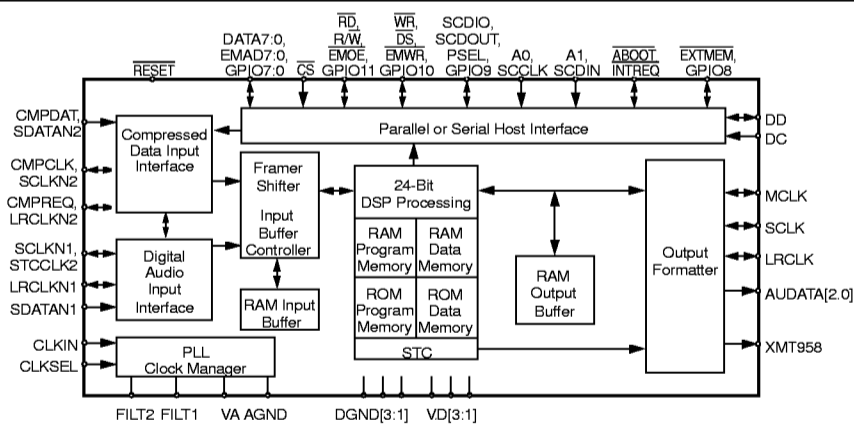 RESET
DATA7:0,
EMAD7:0,
GPIO7:0
CS
RD,
R/W,
EMOE,
GPIO11
WR,
DS,
EMWR,
GPIO10
SCDIO,
SCDOUT,
PSEL,
GPIO9
A0,
SCCLK
A1,
SCDIN
ABOOT,
INTREQ
EXTMEM,
GPIO8
CMPDAT,
SDATAN2
CMPCLK,
SCLKN2
CMPREQ,
LRCLKN2
SCLKN1,
STCCLK2
LRCLKN1
SDATAN1
CLKIN
CLKSEL
Compressed
Data Input
Interface
Digital
Audio
Input
Interface
Framer
Shifter
Input
Buffer
Controller
RAM Input
Buffer
PLL
Clock Manager
Parallel or Serial Host Interface
24-Bit
DSP Processing
RAM
Program
Memory
RAM
Data
Memory
ROM
Program
Memory
ROM
Data
Memory
STC
RAM
Output
Buffer
Output
Formatter
DD
DC
MCLK
SCLK
LRCLK
AUDATA[2.0]
XMT958
FILT2 FILT1
VA AGND
DGND[3:1]
VD[3:1]